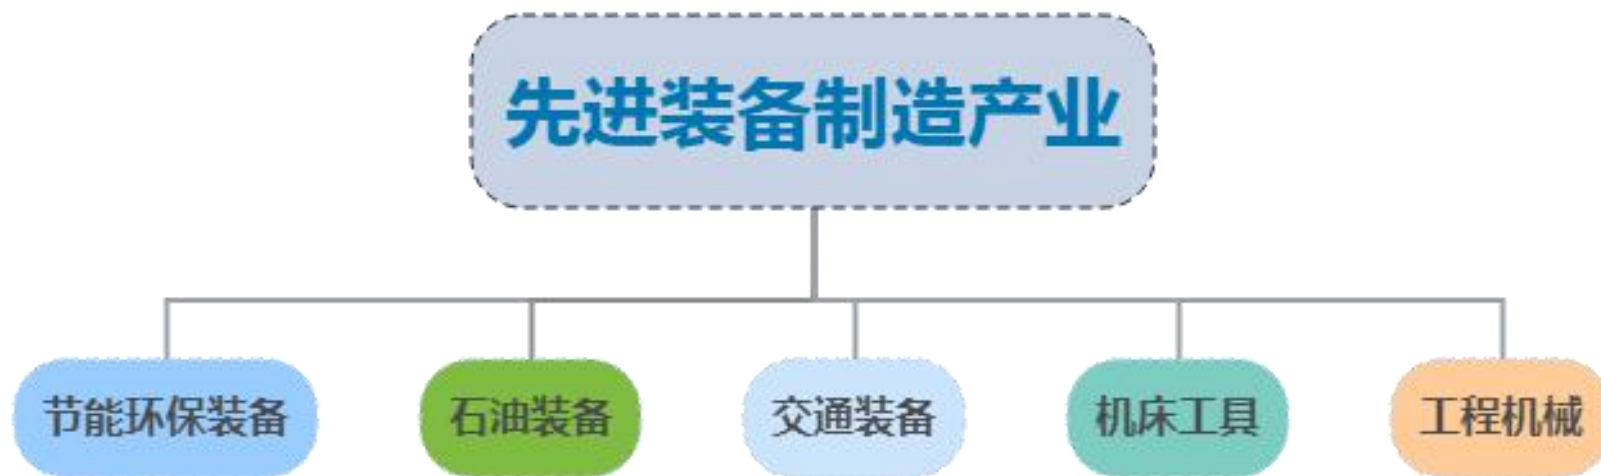 先进装备制造产业
节能环保装备
石油装备
交通装备
机床工具
工程机械